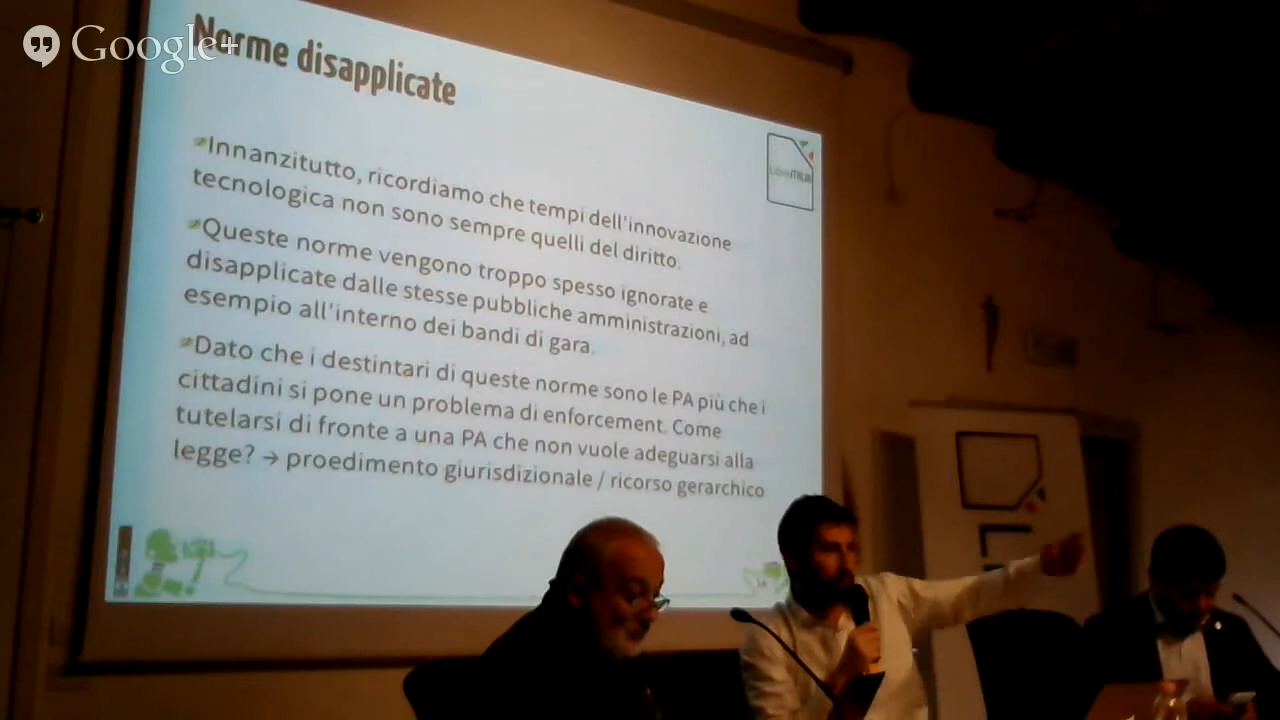 Google+
Norme disapplicate
Innanzitutto, ricordiamo che tempi dell'innovazione
tecnologica non sono sempre quelli del diritto.
Queste norme vengono troppo spesso ignorate e
disapplicate dalle stesse pubbliche amministrazioni, ad
esempio all'interno dei bandi di gara.
Dato che i destintari di queste norme sono le PA più che i
cittadini si pone un problema di enforcement. Come
tutelarsi di fronte a una PA che non vuole adeguarsi alla
legge? → proedimento giurisdizionale / ricorso gerarchico
LibreITALIA